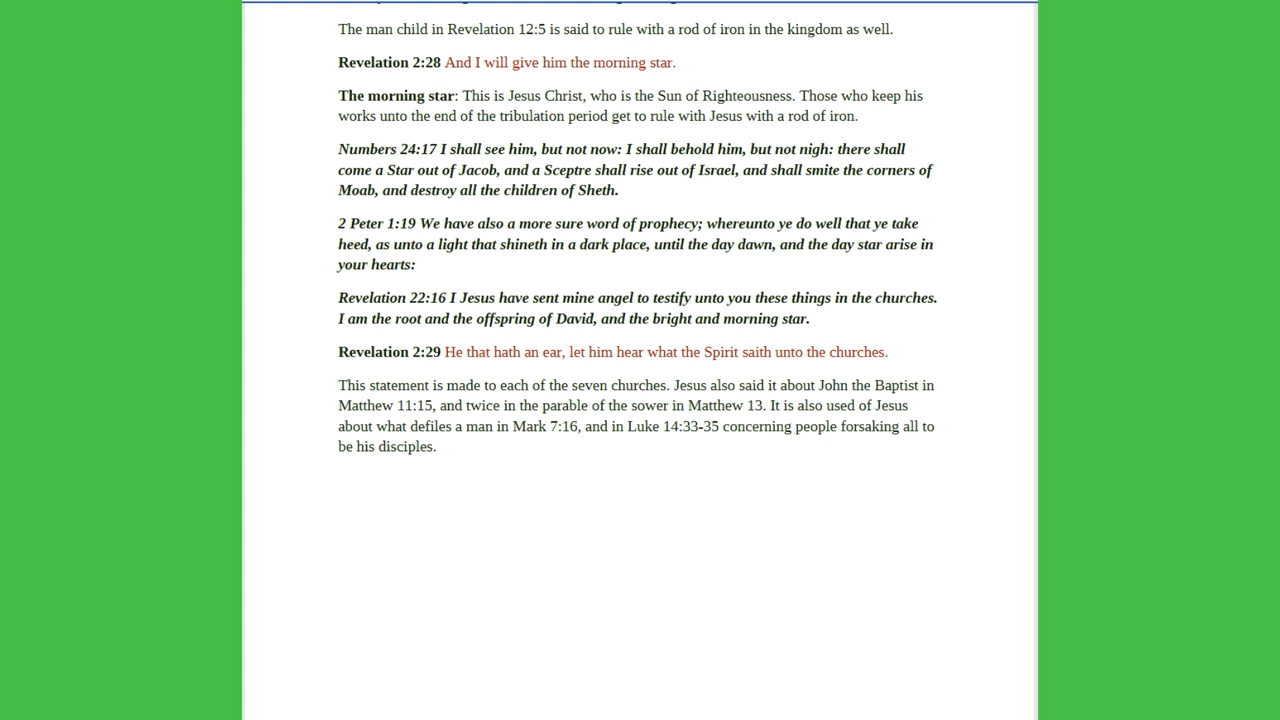 The man child in Revelation 12:5 is said to rule with a rod of iron in the kingdom as well.
Revelation 2:28 And I will give him the morning star.
The morning star: This is Jesus Christ, who is the Sun of Righteousness. Those who keep his
works unto the end of the tribulation period get to rule with Jesus with a rod of iron.
Numbers 24:17 I shall see him, but not now: I shall behold him, but not nigh: there shall
come a Star out of Jacob, and a Sceptre shall rise out of Israel, and shall smite the corners of
Moab, and destroy all the children of Sheth.
2 Peter 1:19 We have also a more sure word of prophecy; whereunto ye do well that ye take
heed, as unto a light that shineth in a dark place, until the day dawn, and the day star arise in
your hearts:
Revelation 22:16 I Jesus have sent mine angel to testify unto you these things in the churches.
I am the root and the offspring of David, and the bright and morning star.
Revelation 2:29 He that hath an ear, let him hear what the Spirit saith unto the churches.
This statement is made to each of the seven churches. Jesus also said it about John the Baptist in
Matthew 11:15, and twice in the parable of the sower in Matthew 13. It is also used of Jesus
about what defiles a man in Mark 7:16, and in Luke 14:33-35 concerning people forsaking all to
be his disciples.